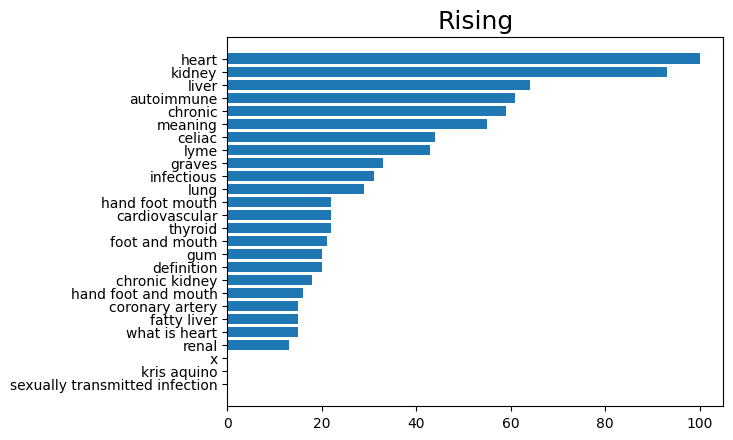 Rising
heart
kidney
liver
autoimmune
chronic
meaning
celiac
lyme
graves
infectious
lung
hand foot mouth
cardiovascular
thyroid
foot and mouth
gum
definition
chronic kidney
hand foot and mouth
coronary artery
fatty liver
what is heart
renal
x
kris aquino
sexually transmitted infection
0 20 40 60 80 100